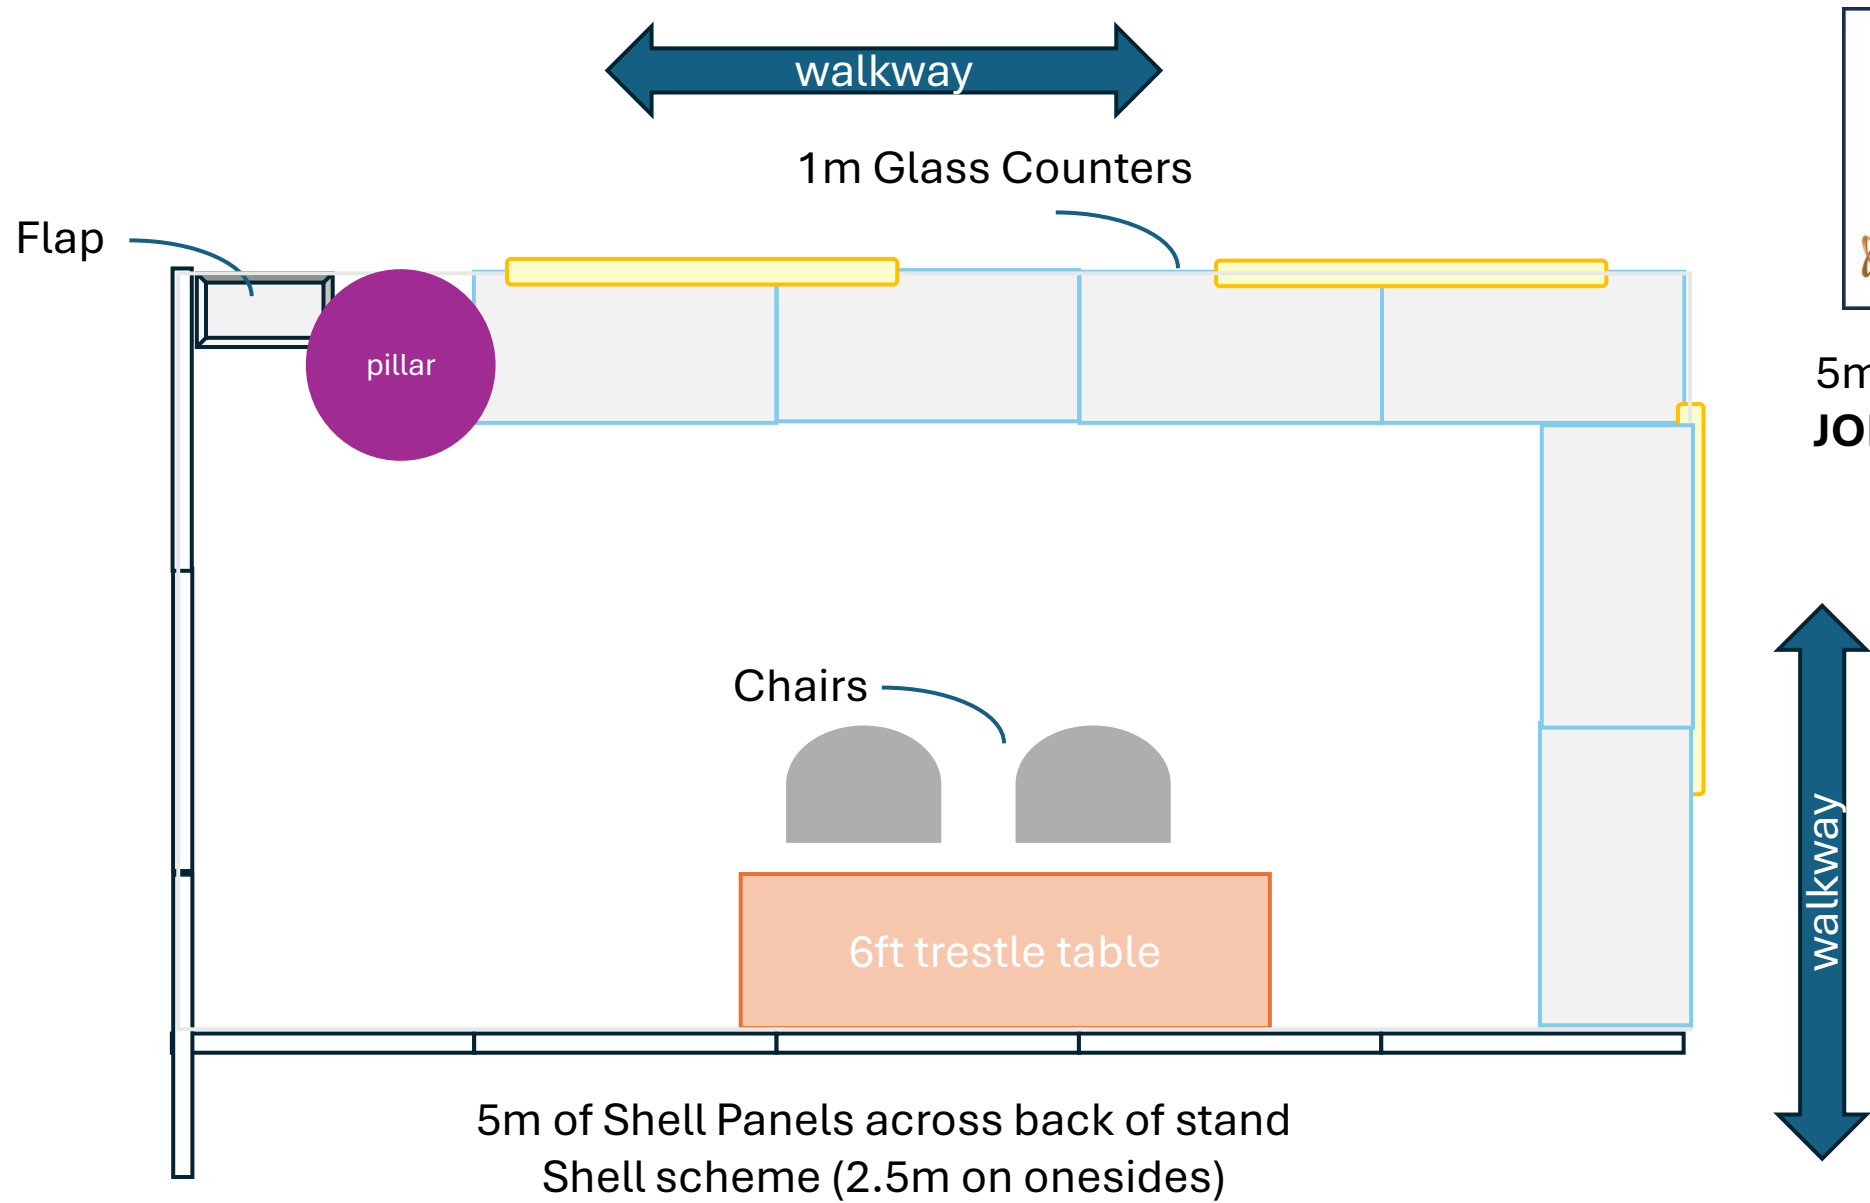 walkway
1m Glass Counters
Flap
pillar
5m
Chairs
6ft trestle table
walkway
5m of Shell Panels across back of stand
Shell scheme (2.5m on onesides)